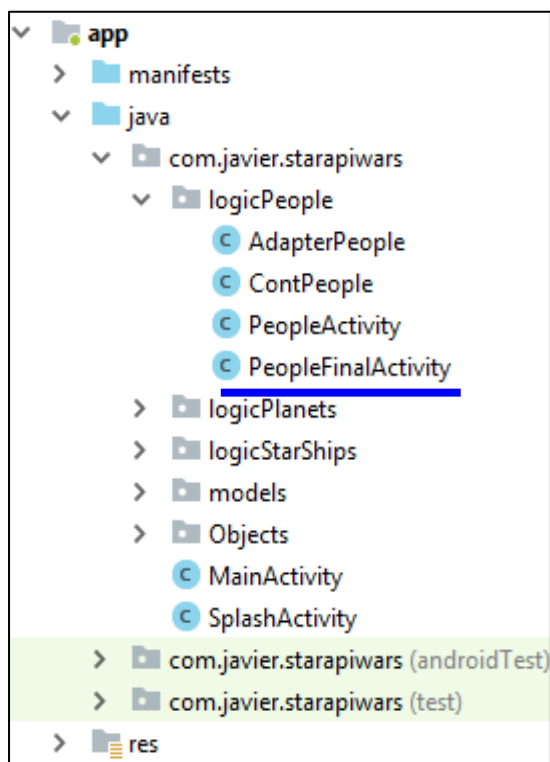 app
manifests
java
com.javier.starapiwars
logicPeople
C AdapterPeople
C ContPeople
C PeopleActivity
C PeopleFinalActivity
logicPlanets
logicStarShips
models
Objects
C MainActivity
C SplashActivity
com.javier.starapiwars (androidTest)
com.javier.starapiwars (test)
res